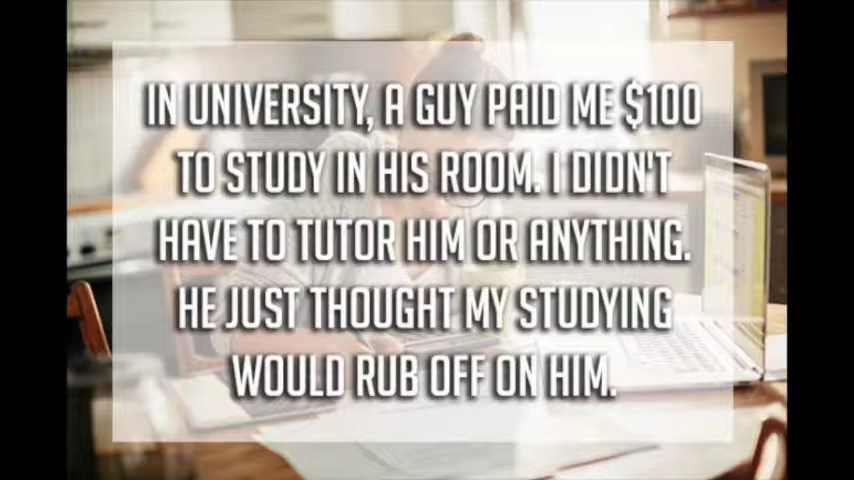 IN UNIVERSITY, A GUY PAID ME $100
TO STUDY IN HIS ROOM. I DIDN'T
HAVE TO TUTOR HIM OR ANYTHING.
HE JUST THOUGHT MY STUDYING
WOULD RUB OFF ON HIM.